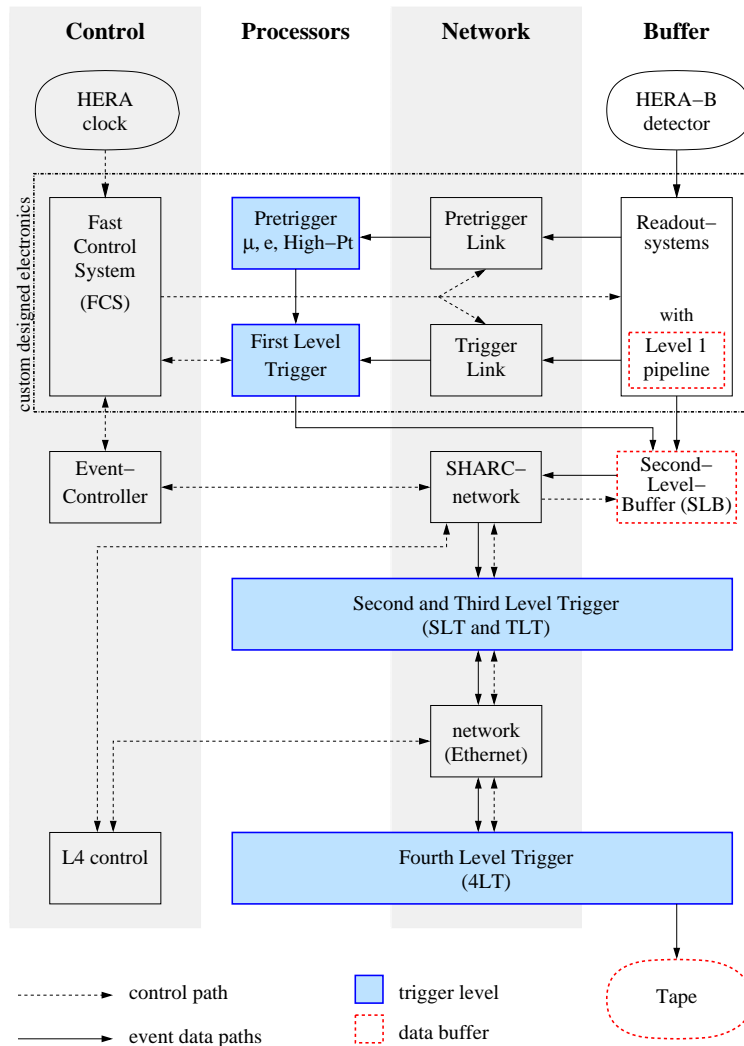 Control
Processors
Network
Buffer
HERA
clock
HERA–B
detector
custom designed electronics
Fast
Control
System
(FCS)
Pretrigger
μ, e, High–Pt
Pretrigger
Link
Readout–
systems
with
First Level
Trigger
Trigger
Link
Level 1
pipeline
Event–
Controller
SHARC–
network
Second–
Level–
Buffer (SLB)
Second and Third Level Trigger
(SLT and TLT)
network
(Ethernet)
L4 control
Fourth Level Trigger
(4LT)
control path
trigger level
Tape
event data paths
data buffer